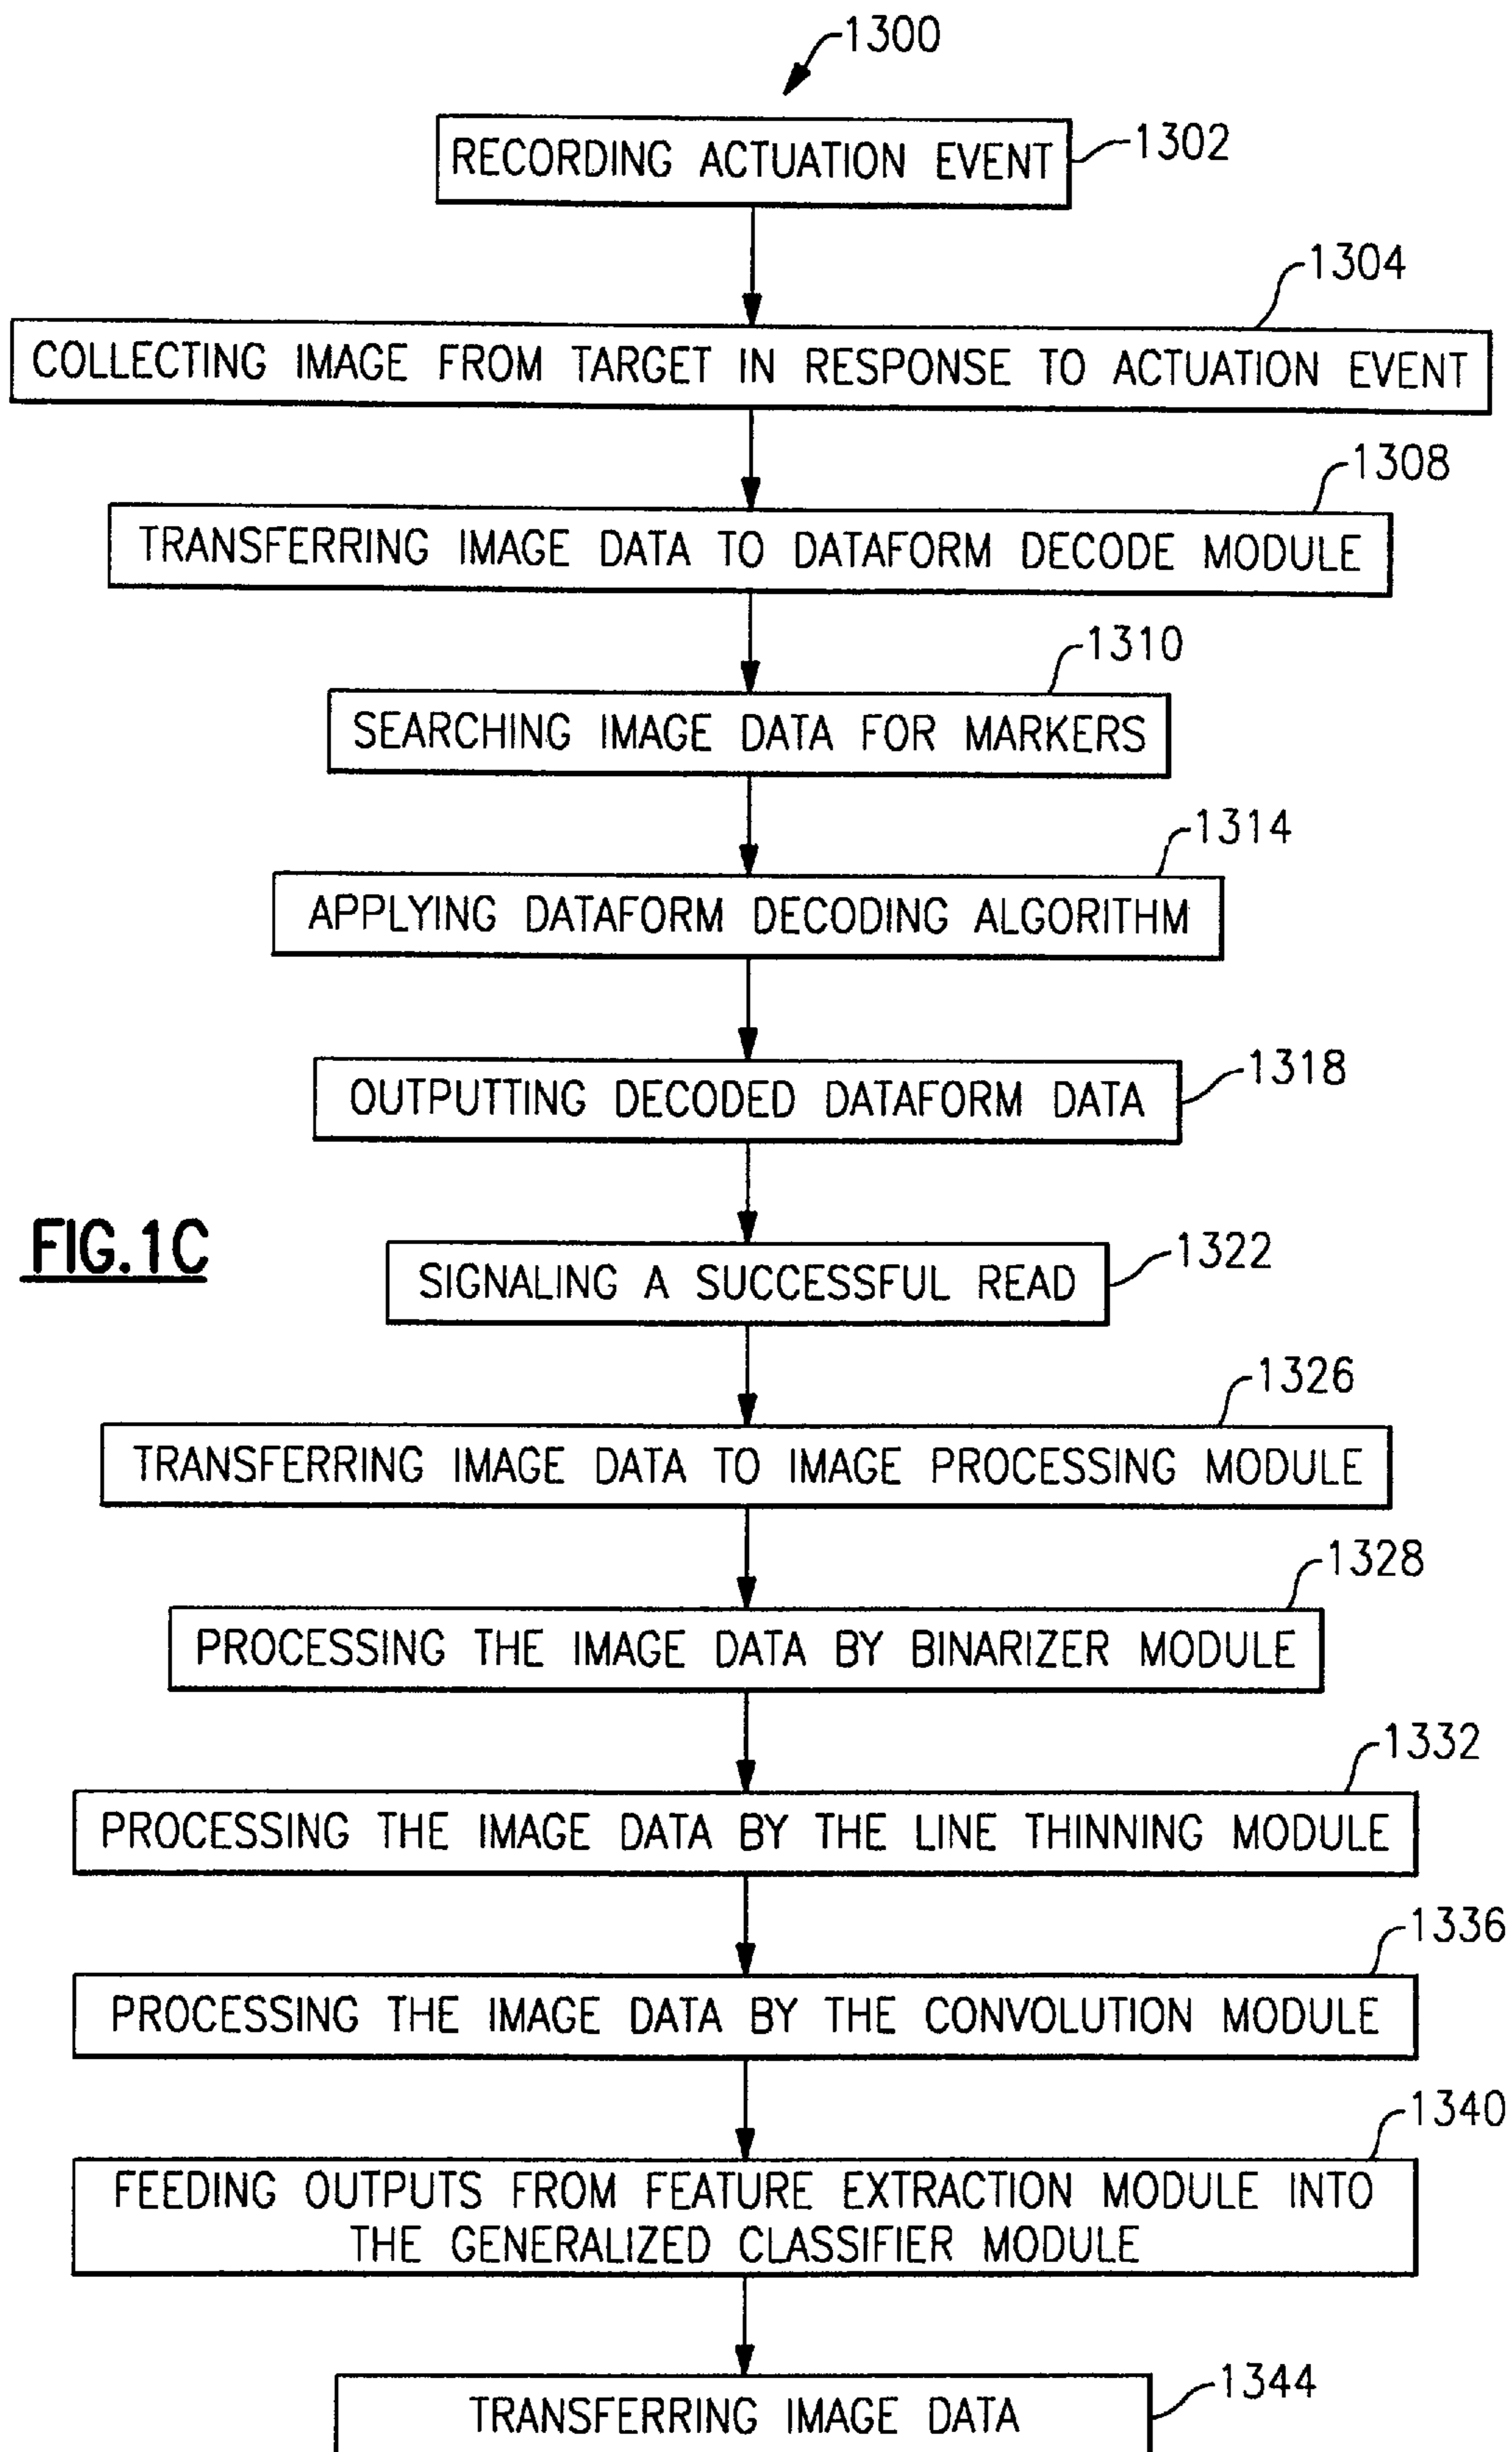 1300
RECORDING ACTUATION EVENT
1302
1304
COLLECTING IMAGE FROM TARGET IN RESPONSE TO ACTUATION EVENT
1308
TRANSFERRING IMAGE DATA TO DATAFORM DECODE MODULE
1310
SEARCHING IMAGE DATA FOR MARKERS
1314
APPLYING DATAFORM DECODING ALGORITHM
OUTPUTTING DECODED DATAFORM DATA
1318
FIG.1C
SIGNALING A SUCCESSFUL READ
1322
1326
TRANSFERRING IMAGE DATA TO IMAGE PROCESSING MODULE
1328
PROCESSING THE IMAGE DATA BY BINARIZER MODULE
1332
PROCESSING THE IMAGE DATA BY THE LINE THINNING MODULE
1336
PROCESSING THE IMAGE DATA BY THE CONVOLUTION MODULE
1340
FEEDING OUTPUTS FROM FEATURE EXTRACTION MODULE INTO
THE GENERALIZED CLASSIFIER MODULE
1344
TRANSFERRING IMAGE DATA